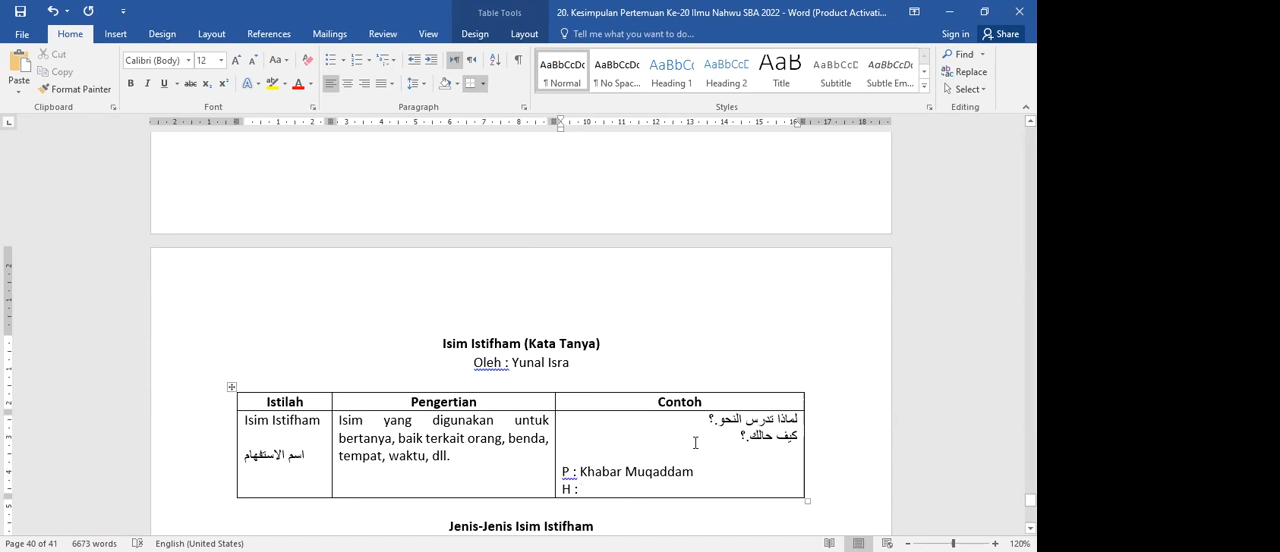 Table Tools
20. Kesimpulan Pertemuan Ke-20 Ilmu Nahwu SBA 2022 - Word (Product Activati...
File Home Insert Design Layout References Mailings Review View Design Layout Tell me what you want to do... Sign in Share
Paste
Cut
Copy
Format Painter
Clipboard
Calibri (Body) 12
Font
Paragraph
AaBbCcDc AaBbCcDc AaBbCc AaBbCcD AaBb AaBbCcD AaBbCcDc
¶ Normal ¶ No Spac... Heading 1 Heading 2 Title Subtitle Subtle Em...
Styles
Find
Replace
Select
Editing
Isim Istifham (Kata Tanya)
Oleh : Yunal Isra
Istilah Pengertian Contoh
Isim Istifham
اسم الاستفهام
Isim yang digunakan untuk
bertanya, baik terkait orang, benda,
tempat, waktu, dll.
لماذا تدرس النحو.؟
كيف حالك.؟
P : Khabar Muqaddam
H :
Jenis-Jenis Isim Istifham
Page 40 of 41 6673 words English (United States) 120%